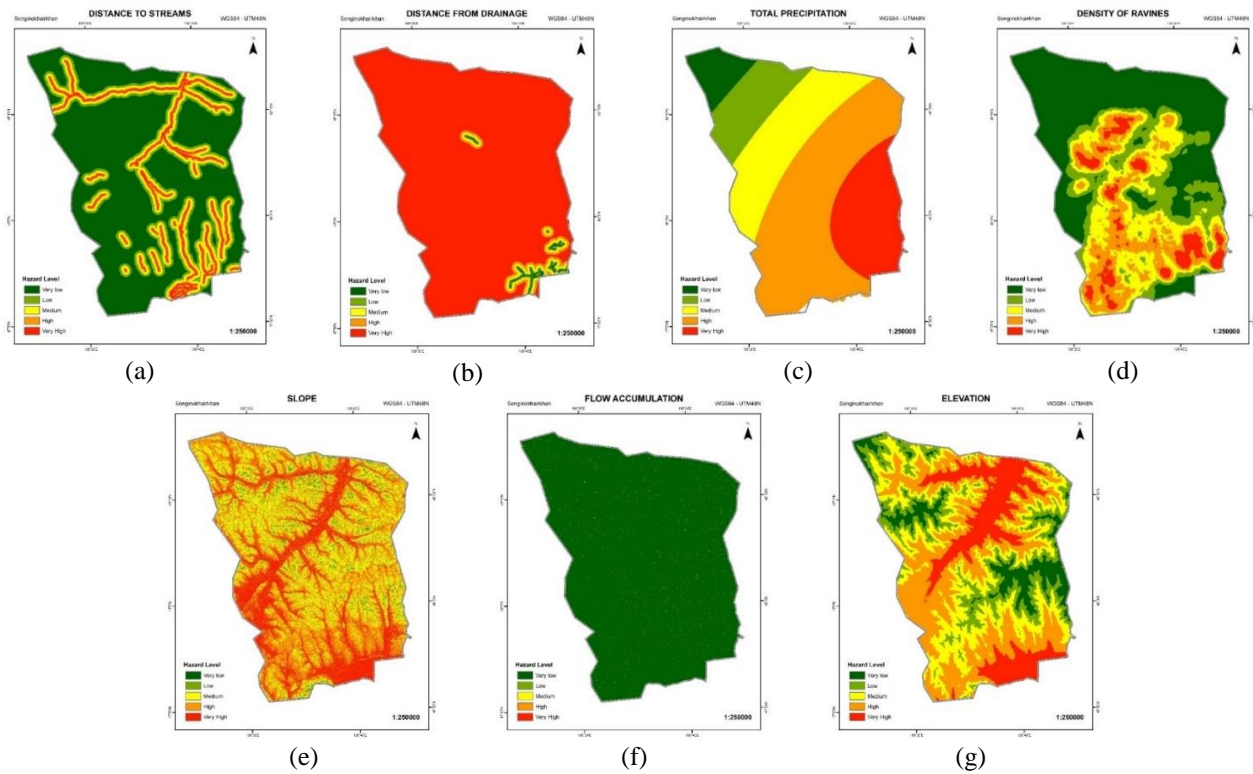 DISTANCE TO STREAMS
Songinokhairkhan
WGS84 - UTM48N
N
Hazard Level
Very low
Low
Medium
High
Very High
1:250000
(a)
DISTANCE FROM DRAINAGE
Songinokhairkhan
WGS84 - UTM48N
N
Hazard Level
Very low
Low
Medium
High
Very High
1:250000
(b)
TOTAL PRECIPITATION
Songinokhairkhan
WGS84 - UTM48N
N
Hazard Level
Very low
Low
Medium
High
Very High
1:250000
(c)
DENSITY OF RAVINES
Songinokhairkhan
WGS84 - UTM48N
N
Hazard Level
Very low
Low
Medium
High
Very High
1:250000
(d)
SLOPE
Songinokhairkhan
WGS84 - UTM48N
N
Hazard Level
Very low
Low
Medium
High
Very High
1:250000
(e)
FLOW ACCUMULATION
Songinokhairkhan
WGS84 - UTM48N
N
Hazard Level
Very low
Low
Medium
High
Very High
1:250000
(f)
ELEVATION
Songinokhairkhan
WGS84 - UTM48N
N
Hazard Level
Very low
Low
Medium
High
Very High
1:250000
(g)